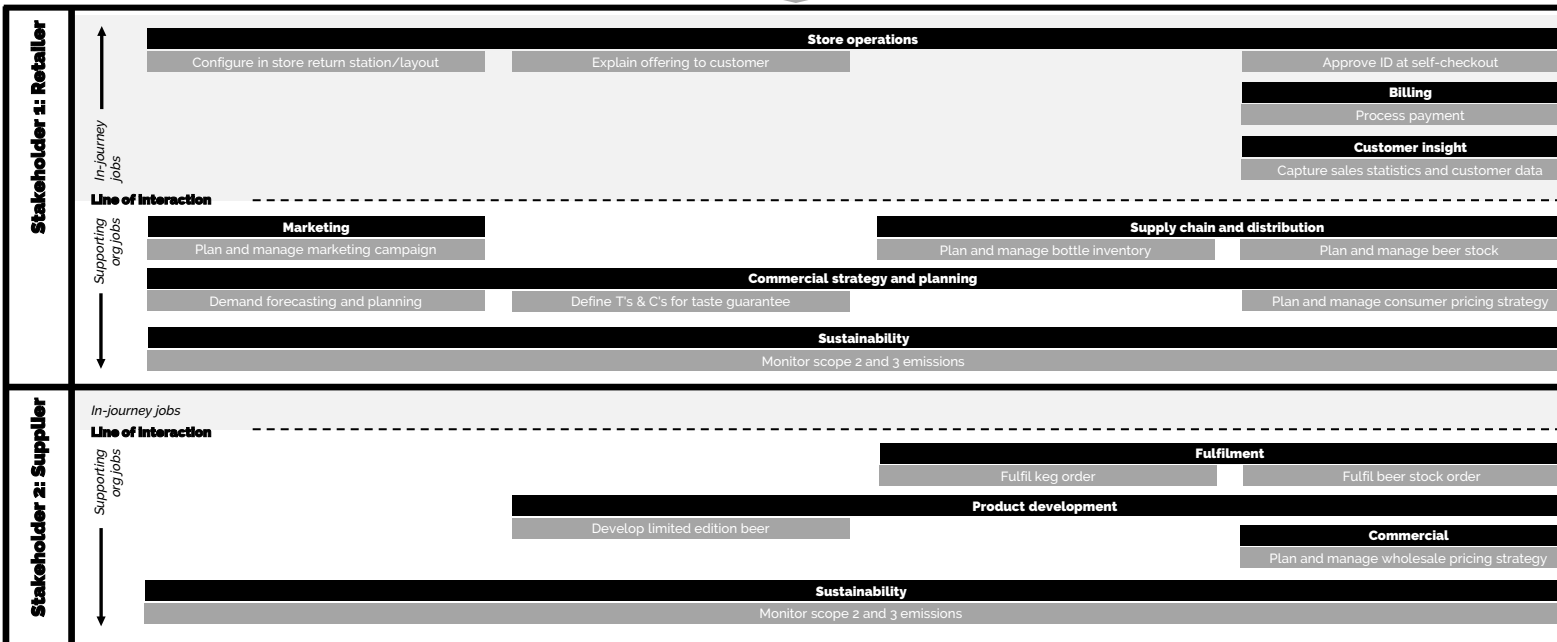 Stakeholder 1: Retailer
In-journey
jobs
Store operations
Configure in store return station/layout
Explain offering to customer
Approve ID at self-checkout
Billing
Process payment
Customer insight
Capture sales statistics and customer data
Line of interaction
Supporting
org jobs
Marketing
Plan and manage marketing campaign
Supply chain and distribution
Plan and manage bottle inventory
Plan and manage beer stock
Commercial strategy and planning
Demand forecasting and planning
Define T's & C's for taste guarantee
Plan and manage consumer pricing strategy
Sustainability
Monitor scope 2 and 3 emissions
Stakeholder 2: Supplier
In-journey jobs
Line of interaction
Supporting
org jobs
Fulfilment
Fulfil keg order
Fulfil beer stock order
Product development
Develop limited edition beer
Commercial
Plan and manage wholesale pricing strategy
Sustainability
Monitor scope 2 and 3 emissions